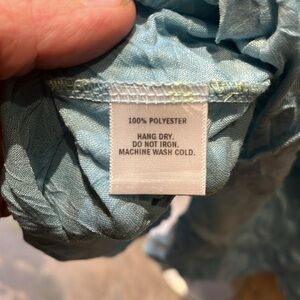 100% POLYESTER
HANG DRY.
DO NOT IRON.
MACHINE WASH COLD.